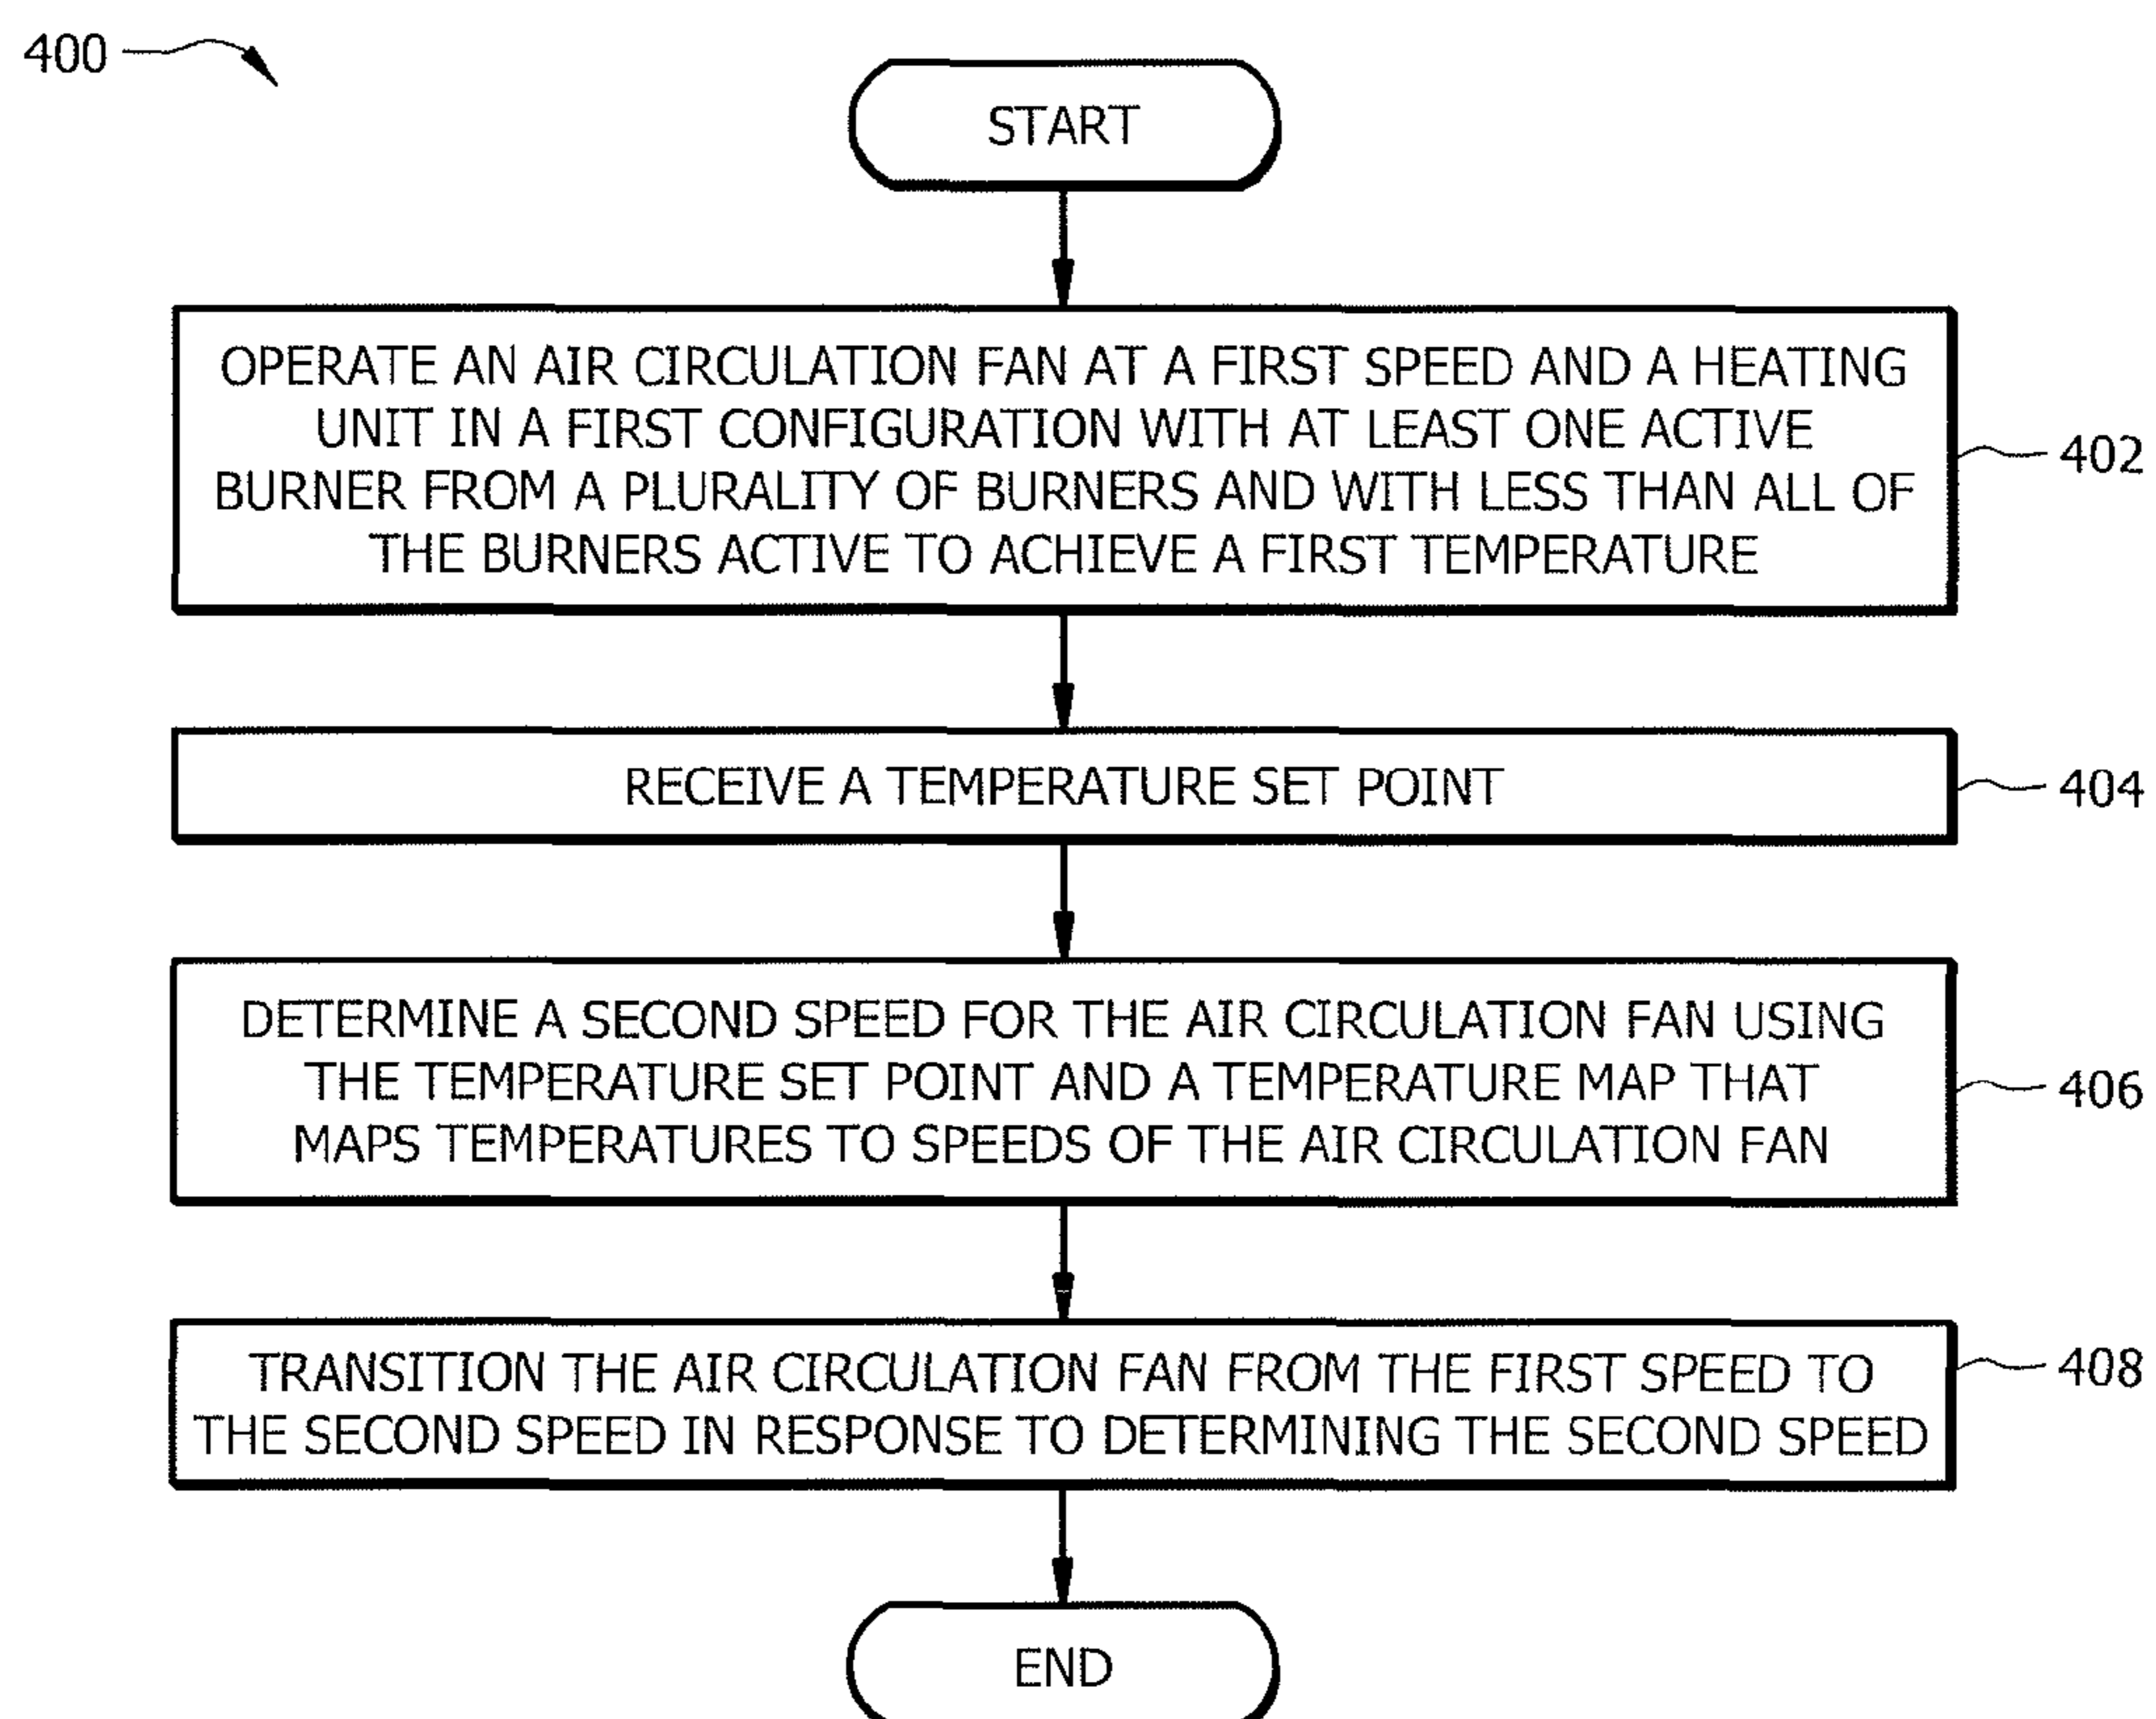 400
START
OPERATE AN AIR CIRCULATION FAN AT A FIRST SPEED AND A HEATING
UNIT IN A FIRST CONFIGURATION WITH AT LEAST ONE ACTIVE
BURNER FROM A PLURALITY OF BURNERS AND WITH LESS THAN ALL OF
THE BURNERS ACTIVE TO ACHIEVE A FIRST TEMPERATURE
402
RECEIVE A TEMPERATURE SET POINT
404
DETERMINE A SECOND SPEED FOR THE AIR CIRCULATION FAN USING
THE TEMPERATURE SET POINT AND A TEMPERATURE MAP THAT
MAPS TEMPERATURES TO SPEEDS OF THE AIR CIRCULATION FAN
406
TRANSITION THE AIR CIRCULATION FAN FROM THE FIRST SPEED TO
THE SECOND SPEED IN RESPONSE TO DETERMINING THE SECOND SPEED
408
END